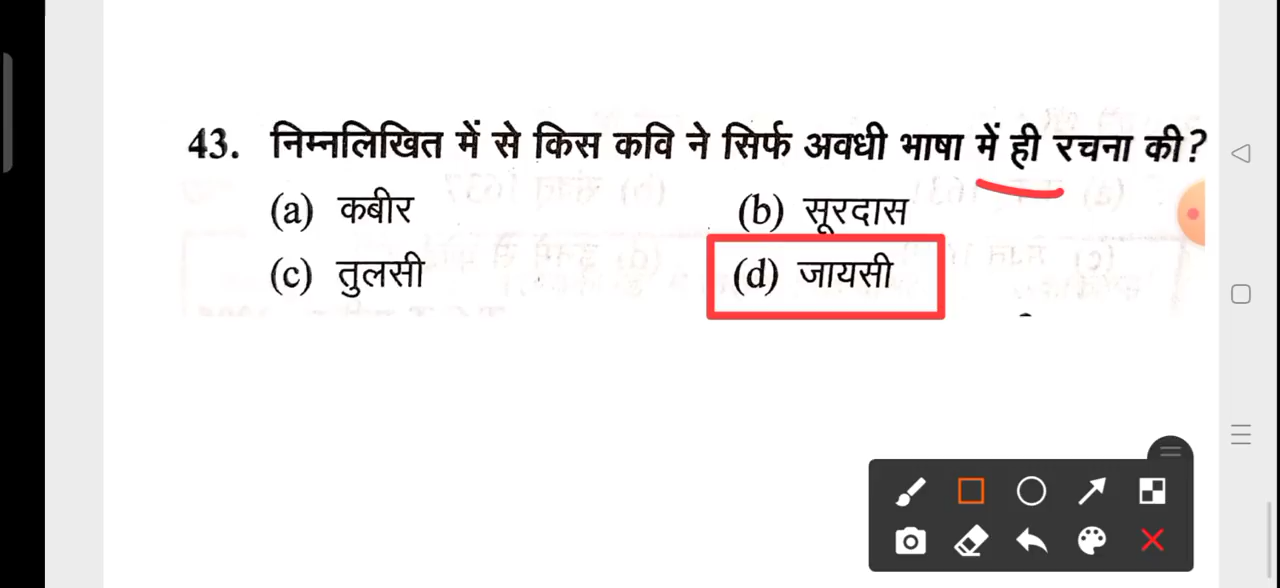 43. निम्नलिखित में से किस कवि ने सिर्फ अवधी भाषा में ही रचना की?
(a) कबीर (b) सूरदास
(c) तुलसी (d) जायसी